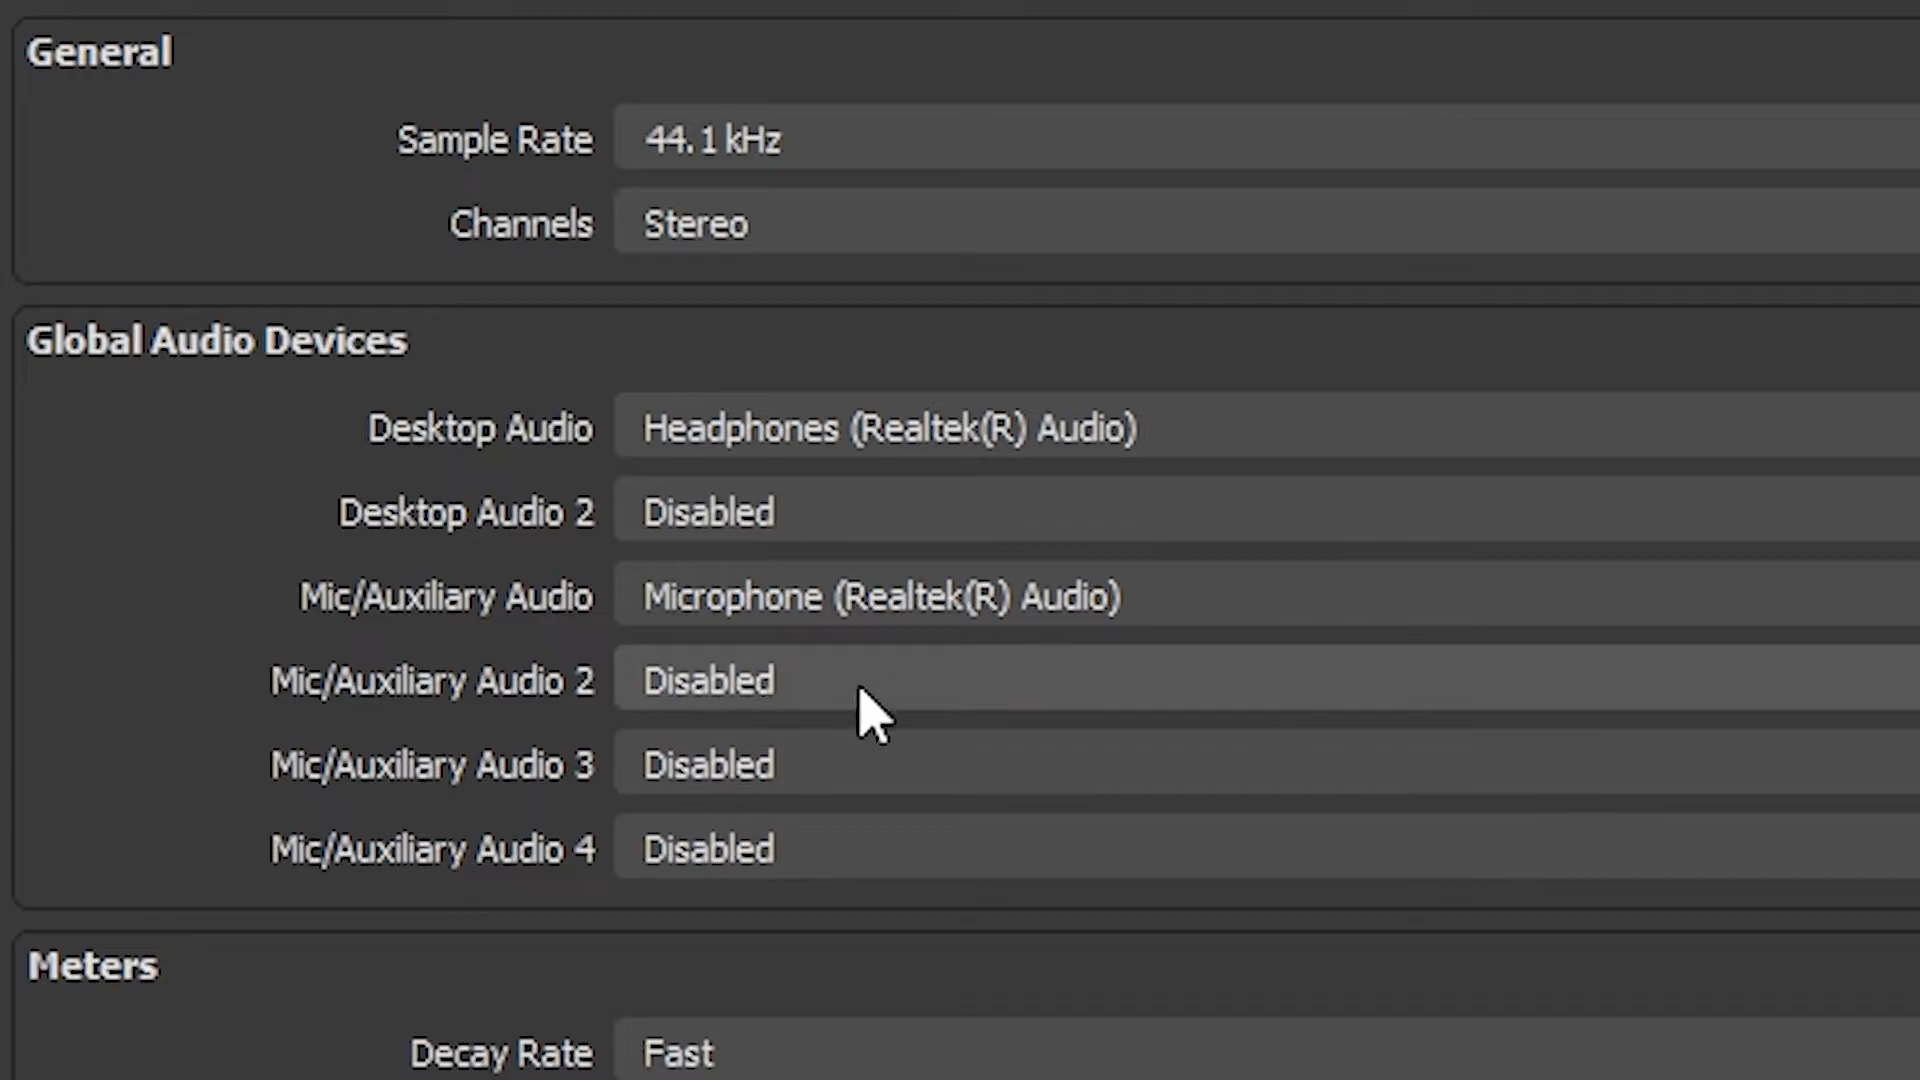 General
Sample Rate 44.1 kHz
Channels Stereo
Global Audio Devices
Desktop Audio Headphones (Realtek(R) Audio)
Desktop Audio 2 Disabled
Mic/Auxiliary Audio Microphone (Realtek(R) Audio)
Mic/Auxiliary Audio 2 Disabled
Mic/Auxiliary Audio 3 Disabled
Mic/Auxiliary Audio 4 Disabled
Meters
Decay Rate Fast